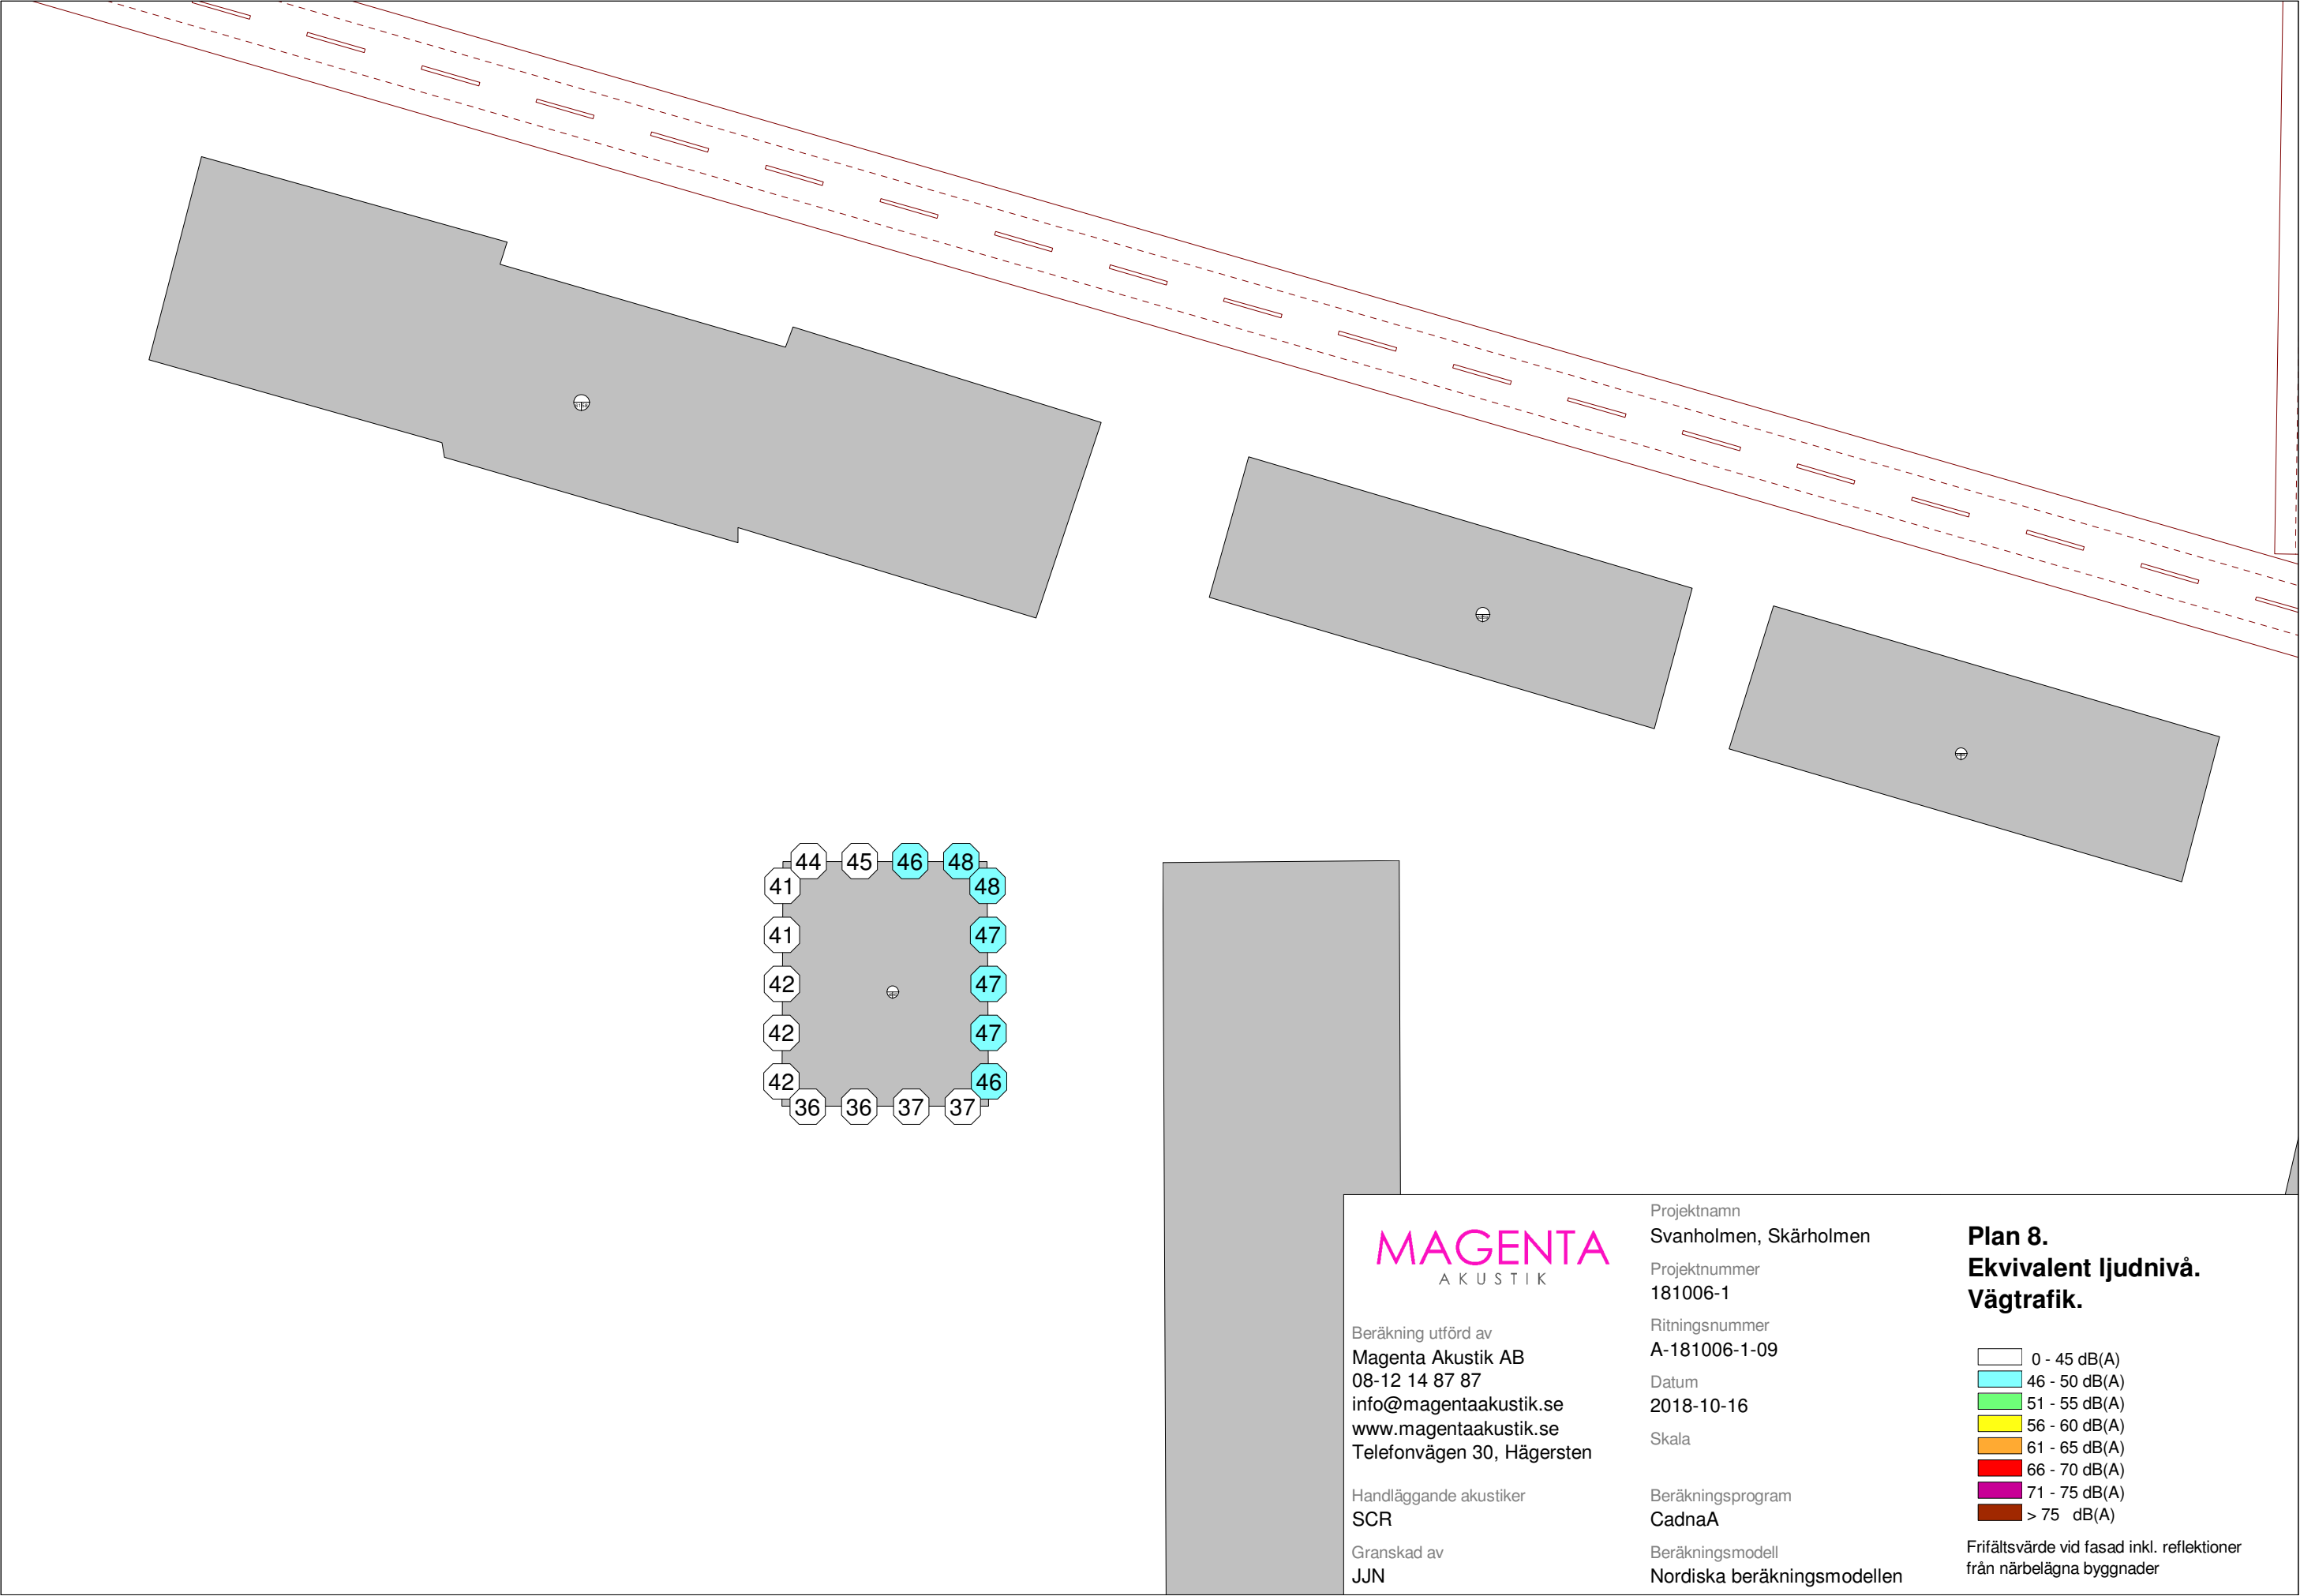 44 45 46 48
41 48
41 47
42 47
42 47
42 46
36 36 37 37
MAGENTA
AKUSTIK
Beräkning utförd av
Magenta Akustik AB
08-12 14 87 87
info@magentaakustik.se
www.magentaakustik.se
Telefonvägen 30, Hägersten
Handläggande akustiker
SCR
Granskad av
JJN
Projektnamn
Svanholmen, Skärholmen
Projektnummer
181006-1
Ritningsnummer
A-181006-1-09
Datum
2018-10-16
Skala
Beräkningsprogram
CadnaA
Beräkningsmodell
Nordiska beräkningsmodellen
Plan 8.
Ekvivalent ljudnivå.
Vägtrafik.
0 - 45 dB(A)
46 - 50 dB(A)
51 - 55 dB(A)
56 - 60 dB(A)
61 - 65 dB(A)
66 - 70 dB(A)
71 - 75 dB(A)
> 75 dB(A)
Frifältsvärde vid fasad inkl. reflektioner
från närbelägna byggnader